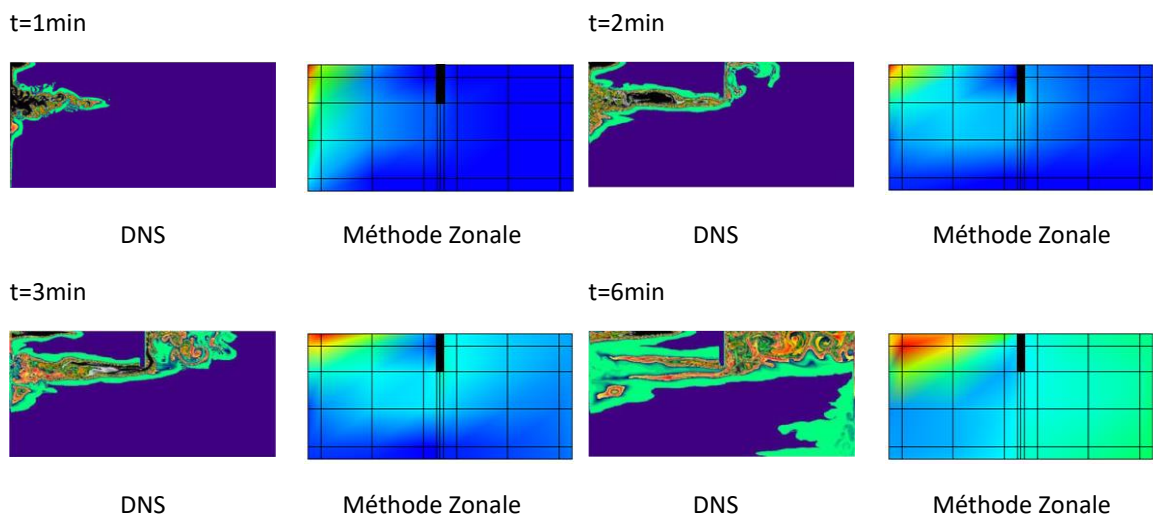 t=1min
t=2min
DNS
Méthode Zonale
DNS
Méthode Zonale
t=3min
t=6min
DNS
Méthode Zonale
DNS
Méthode Zonale